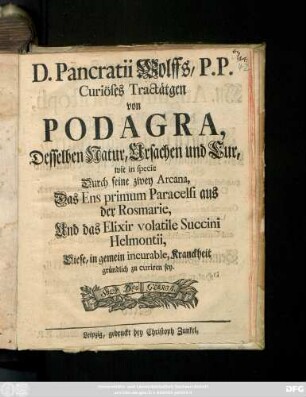 D. Pancratii Wolffs, P.P.
Curiöses Tractätgen
von
PODAGRA,
Desselben Natur, Ursachen und Cur,
wie in specie
Durch seine zwey Arcana,
Das Ens primum Paracelsi aus
der Rosmarie,
Und das Elixir volatile Succini
Helmontii,
Diese, in gemein incurable, Kranckheit
gründlich zu curiren sey.
Leipzig, gedruckt bey Christoph Zunkel,